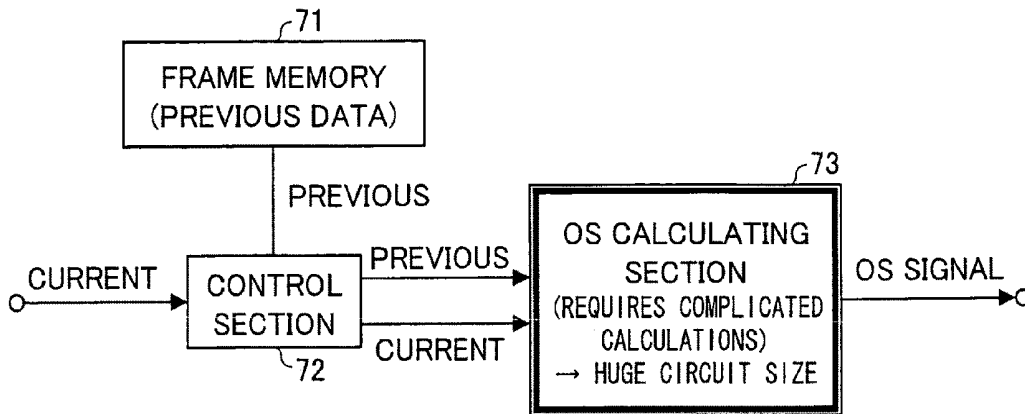 71
FRAME MEMORY
(PREVIOUS DATA)
PREVIOUS
73
CURRENT
CONTROL
SECTION
72
PREVIOUS
CURRENT
OS CALCULATING
SECTION
(REQUIRES COMPLICATED
CALCULATIONS)
→ HUGE CIRCUIT SIZE
OS SIGNAL